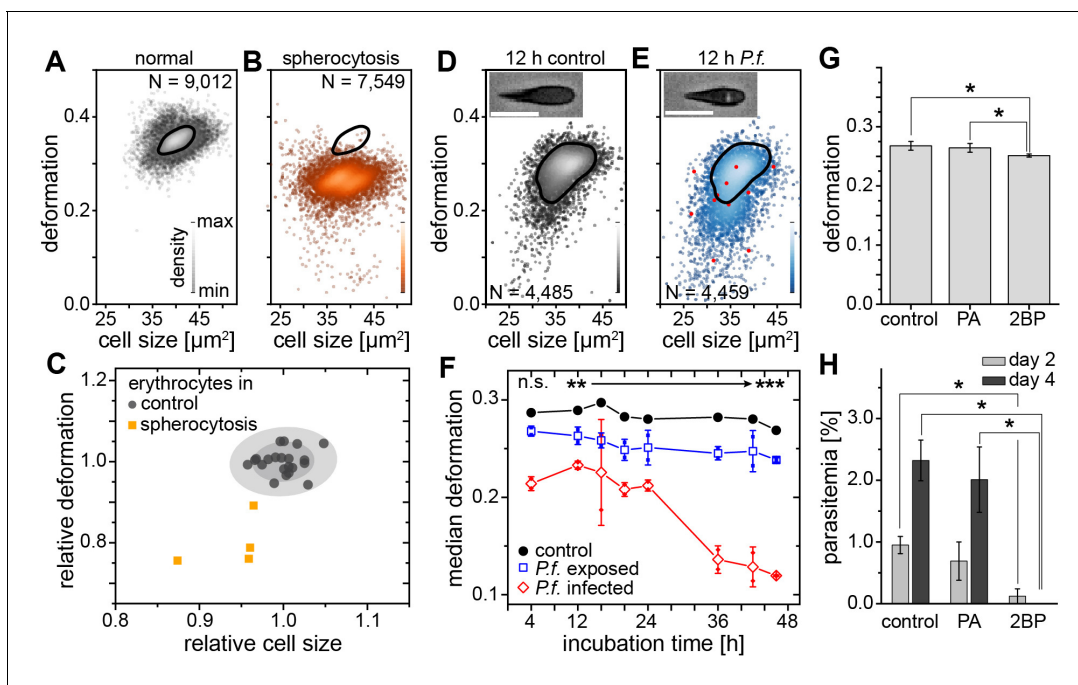 A
normal
N = 9,012
deformation
0.4
0.2
0.0
max
density
min
25 35 45
cell size [µm²]
B
spherocytosis
N = 7,549
25 35 45
cell size [µm²]
D
12 h control
deformation
0.4
0.2
0.0
N = 4,485
25 35 45
cell size [µm²]
E
12 h P.f.
N = 4,459
25 35 45
cell size [µm²]
G
deformation
0.3
0.2
0.1
0.0
*
*
control PA 2BP
C
relative deformation
1.2
1.0
0.8
erythrocytes in
control
spherocytosis
0.8 0.9 1.0 1.1
relative cell size
F
median deformation
0.3
0.2
0.1
n.s. ** ***
control
P.f. exposed
P.f. infected
4 12 24 36 48
incubation time [h]
H
day 2
day 4
parasitemia [%]
3.0
2.0
1.0
0.0
*
*
*
control PA 2BP